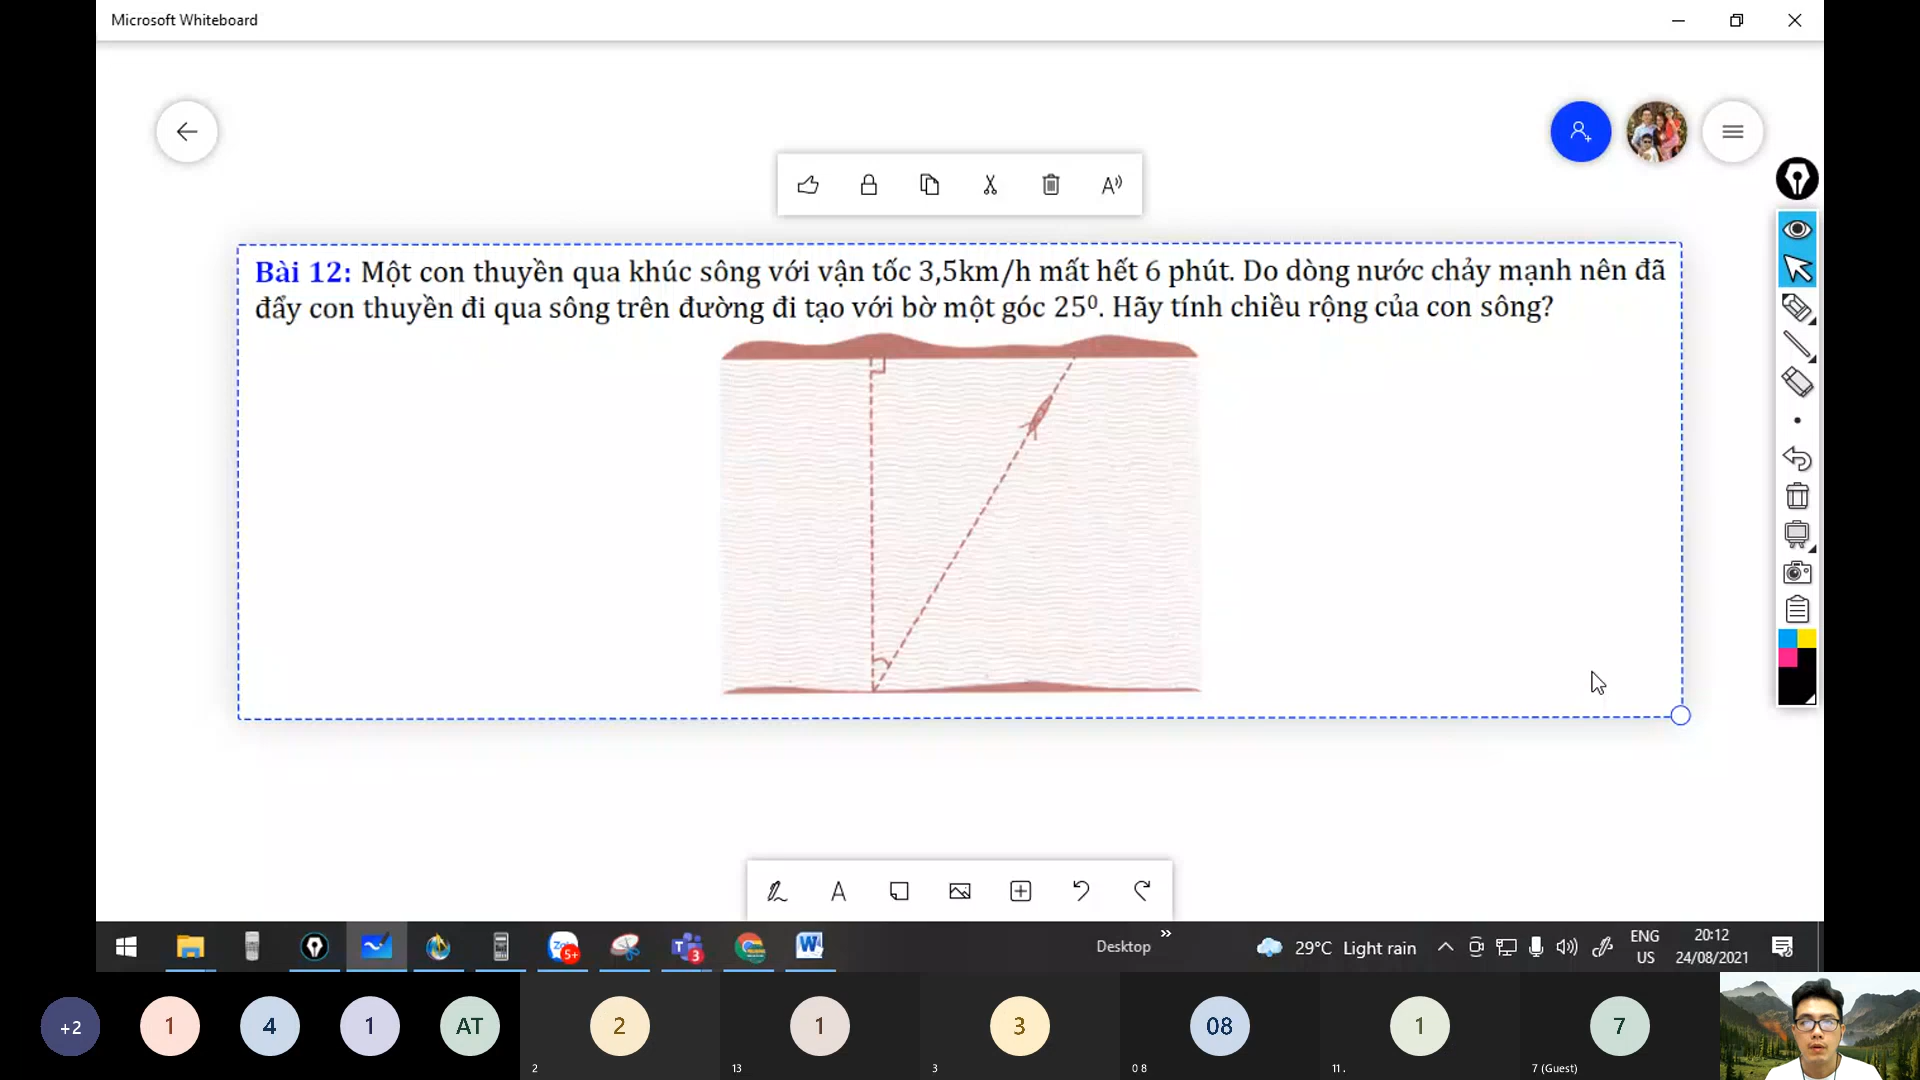 Microsoft Whiteboard
Bài 12: Một con thuyền qua khúc sông với vận tốc 3,5km/h mất hết 6 phút. Do dòng nước chảy mạnh nên đã
đẩy con thuyền đi qua sông trên đường đi tạo với bờ một góc 25⁰. Hãy tính chiều rộng của con sông?
Desktop
29°C Light rain
ENG
US
20:12
24/08/2021
+2
1
4
1
AT
2
1
3
08
1
7
2
13
3
0 8
11 .
7 (Guest)